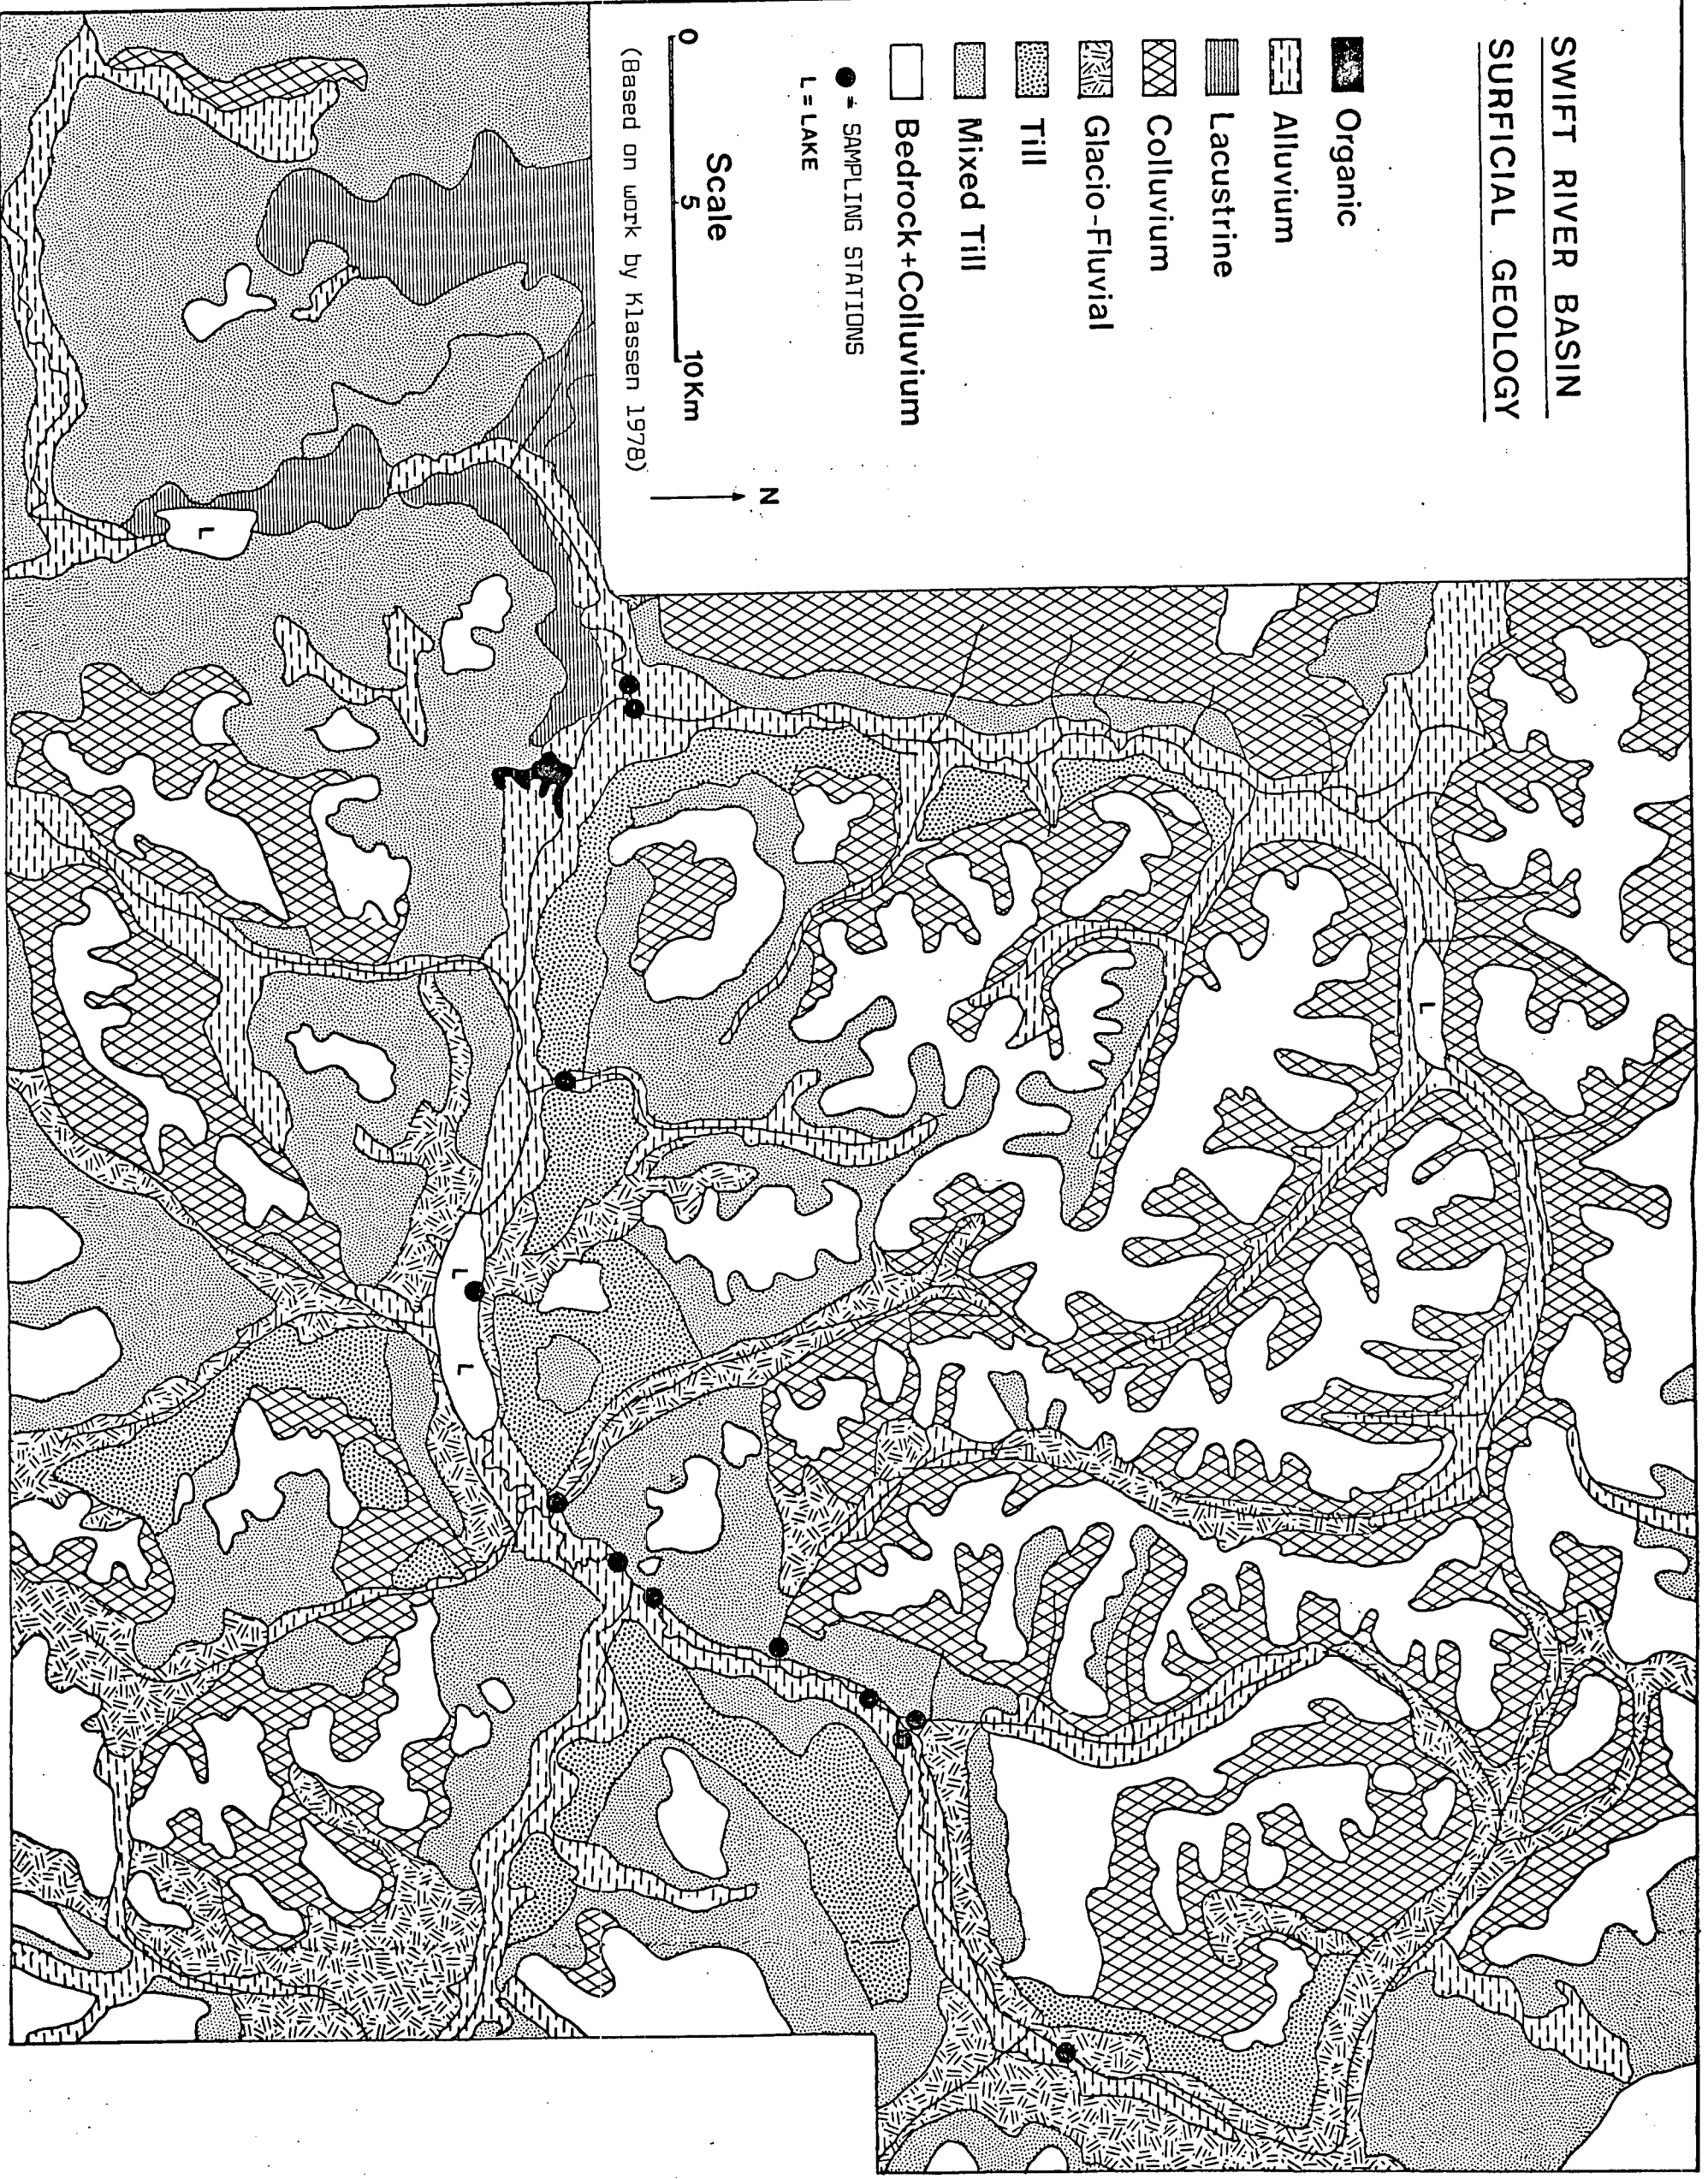 SWIFT RIVER BASIN
SURFICIAL GEOLOGY
Organic
Alluvium
Lacustrine
Colluvium
Glacio-Fluvial
Till
Mixed Till
Bedrock+Colluvium
= SAMPLING STATIONS
L = LAKE
Scale
0 5 10Km
(Based on work by Klassen 1978)
N
L
L
L
L